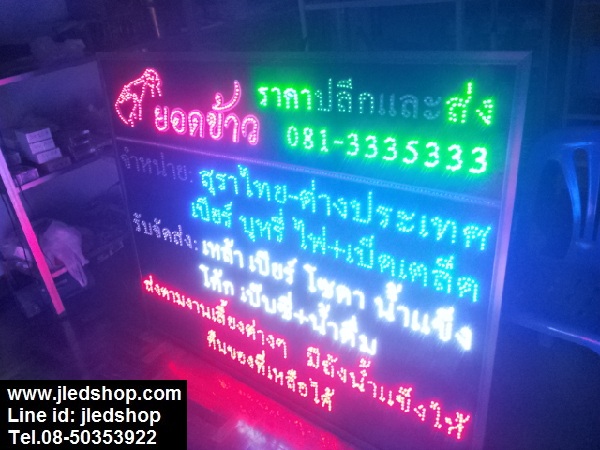 ยอดข้าว
ราคาปลีกและส่ง
081-3335333
จำหน่าย: สุราไทย-ต่างประเทศ
เบียร์ บุหรี่ ไพ่+เบ็ดเตล็ด
รับจัดส่ง: เหล้า เบียร์ โซดา น้ำแข็ง
โค้ก เป๊บซี่+น้ำดื่ม
ส่งตามงานเลี้ยงต่างๆ มีถังน้ำแข็งให้
คืนของที่เหลือได้
www.jledshop.com
Line id: jledshop
Tel.08-50353922